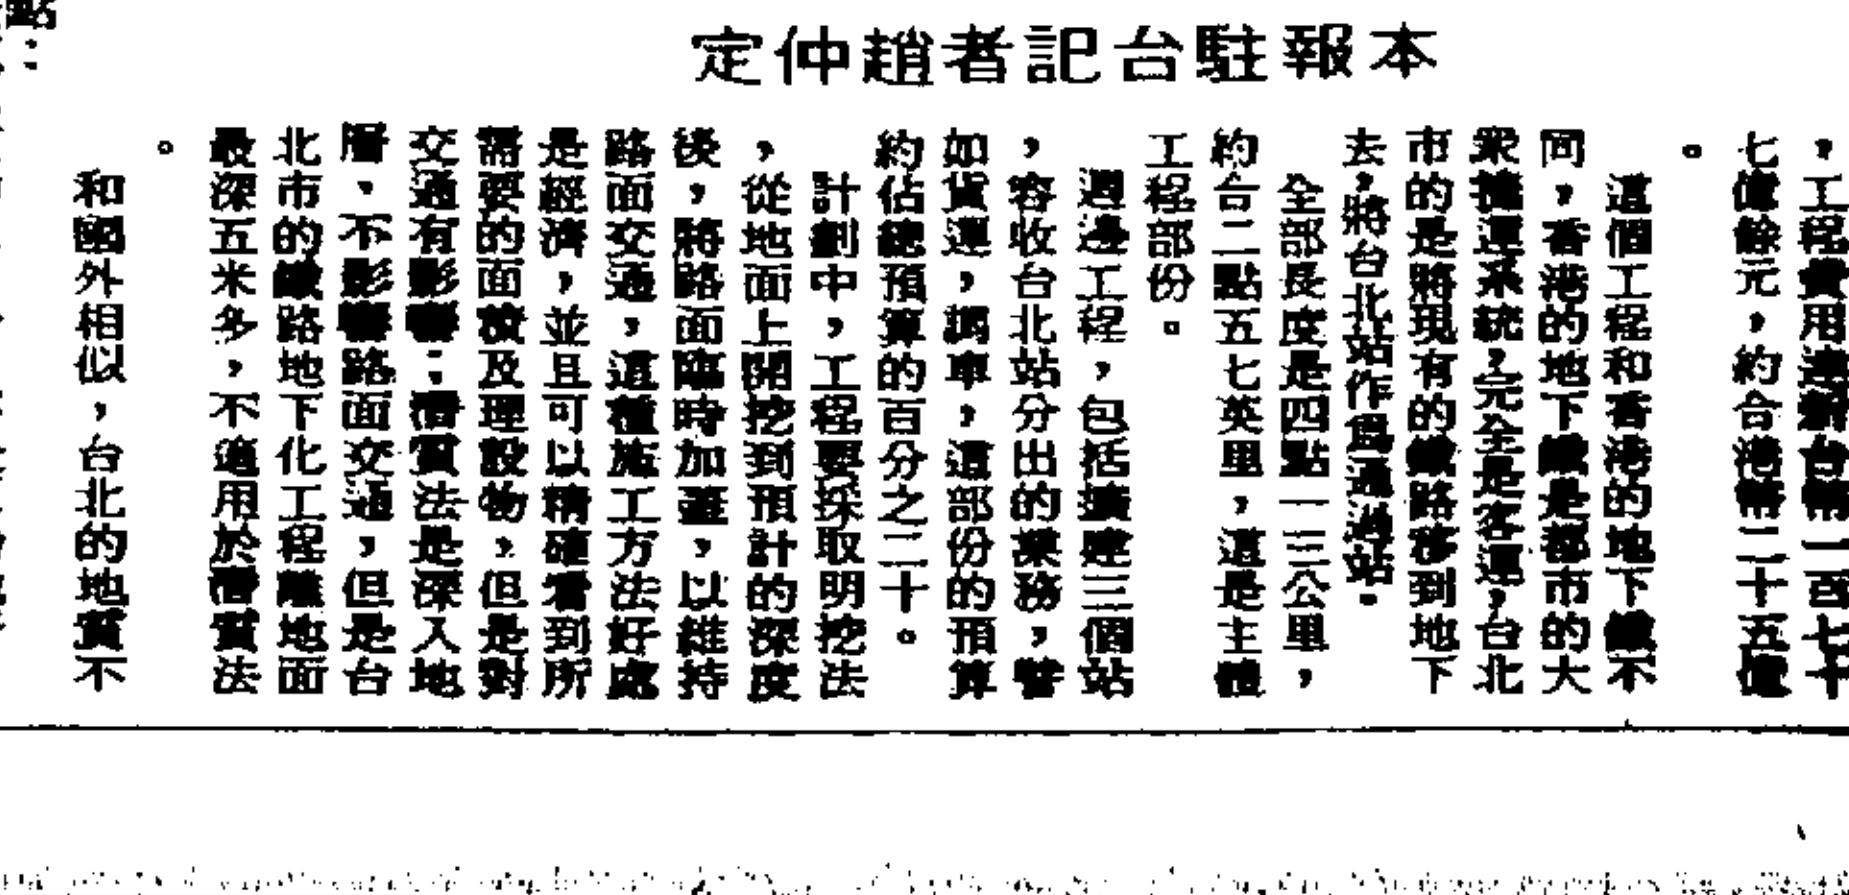 本報駐台記者趙仲定
，工程費用達新台幣一百七十
七億餘元，約合港幣二十五億
。
這個工程和香港的地下鐵不
同，香港的地下鐵是都市的大
衆捷運系統，完全是客運，台北
市的是將現有的鐵路移到地下
去，將台北站作爲通過站。
全部長度是四點一三公里，
約合二點五七英里，這是主體
工程部份。
週邊工程，包括擴建三個站
，容收台北站分出的業務，譬
如貨運，調車，這部份的預算
約佔總預算的百分之二十。
計劃中，工程要採取明挖法
，從地面上開挖到預計的深度
後，將路面臨時加蓋，以維持
路面交通，這種施工方法好處
是經濟，並且可以精確看到所
需要的面積及埋設物，但是對
交通有影響；潛盾法是深入地
層，不影響路面交通，但是台
北市的鐵路地下化工程離地面
最深五米多，不適用於潛盾法
。
和國外相似，台北的地質不
點：